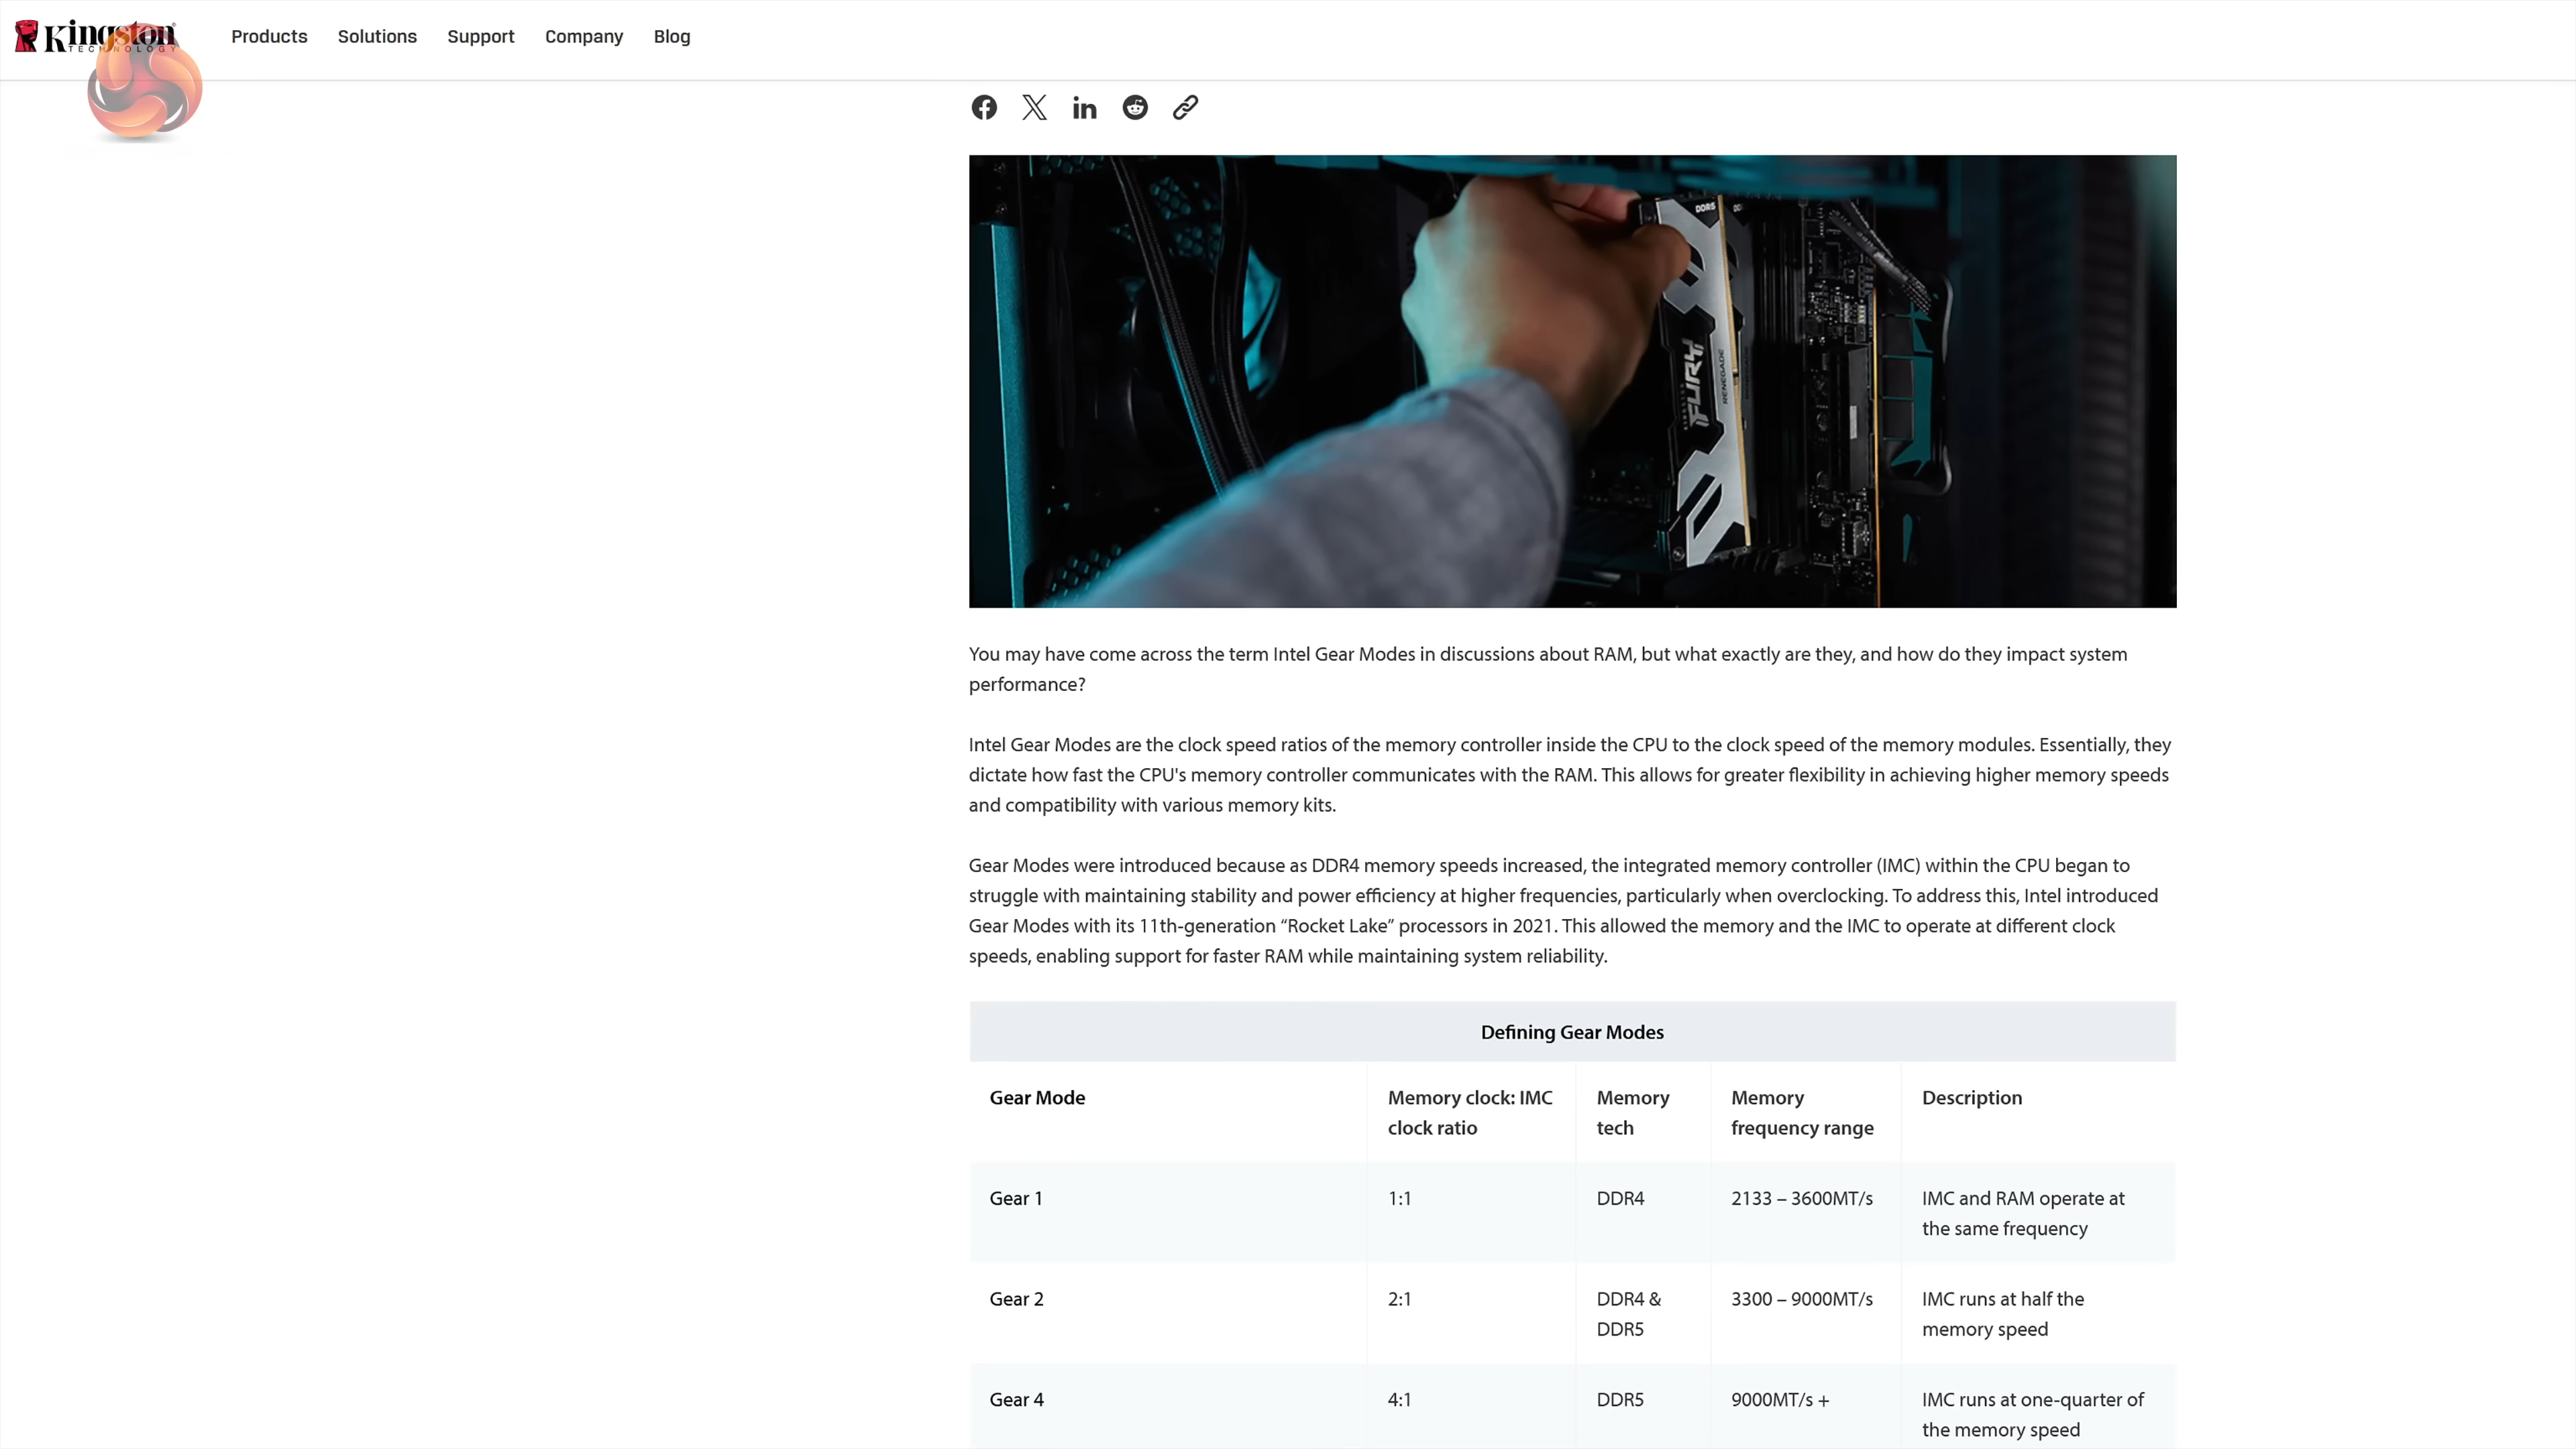 Kingston
TECHNOLOGY
Products Solutions Support Company Blog
DDR5
FURY
RENEGADE
You may have come across the term Intel Gear Modes in discussions about RAM, but what exactly are they, and how do they impact system
performance?
Intel Gear Modes are the clock speed ratios of the memory controller inside the CPU to the clock speed of the memory modules. Essentially, they
dictate how fast the CPU's memory controller communicates with the RAM. This allows for greater flexibility in achieving higher memory speeds
and compatibility with various memory kits.
Gear Modes were introduced because as DDR4 memory speeds increased, the integrated memory controller (IMC) within the CPU began to
struggle with maintaining stability and power efficiency at higher frequencies, particularly when overclocking. To address this, Intel introduced
Gear Modes with its 11th-generation “Rocket Lake” processors in 2021. This allowed the memory and the IMC to operate at different clock
speeds, enabling support for faster RAM while maintaining system reliability.
Defining Gear Modes
Gear Mode
Memory clock: IMC
clock ratio
Memory
tech
Memory
frequency range
Description
Gear 1
1:1
DDR4
2133 – 3600MT/s
IMC and RAM operate at
the same frequency
Gear 2
2:1
DDR4 &
DDR5
3300 – 9000MT/s
IMC runs at half the
memory speed
Gear 4
4:1
DDR5
9000MT/s +
IMC runs at one-quarter of
the memory speed